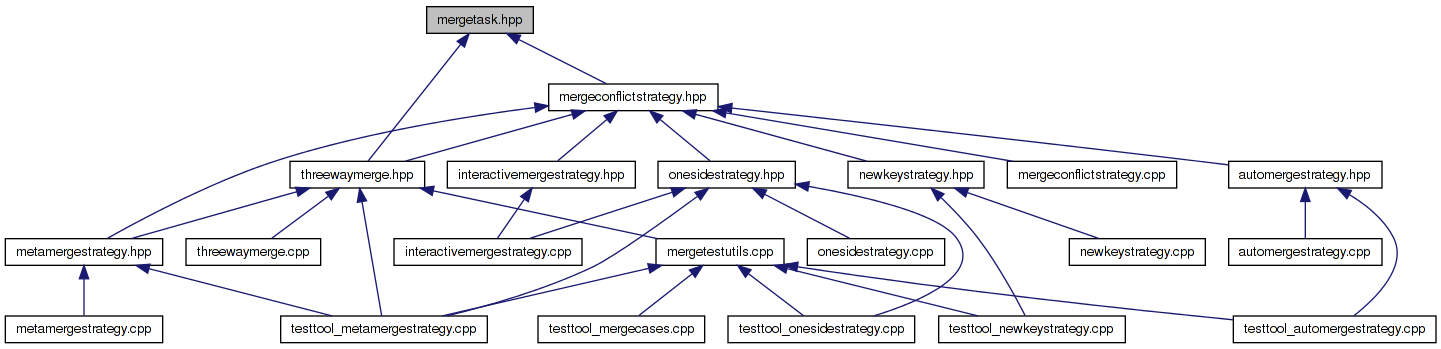 mergetask.hpp
mergeconflictstrategy.hpp
threewaymerge.hpp
interactivemergestrategy.hpp
onesidestrategy.hpp
newkeystrategy.hpp
mergeconflictstrategy.cpp
automergestrategy.hpp
metamergestrategy.hpp
threewaymerge.cpp
interactivemergestrategy.cpp
mergetestutils.cpp
onesidestrategy.cpp
newkeystrategy.cpp
automergestrategy.cpp
metamergestrategy.cpp
testtool_metamergestrategy.cpp
testtool_mergecases.cpp
testtool_onesidestrategy.cpp
testtool_newkeystrategy.cpp
testtool_automergestrategy.cpp